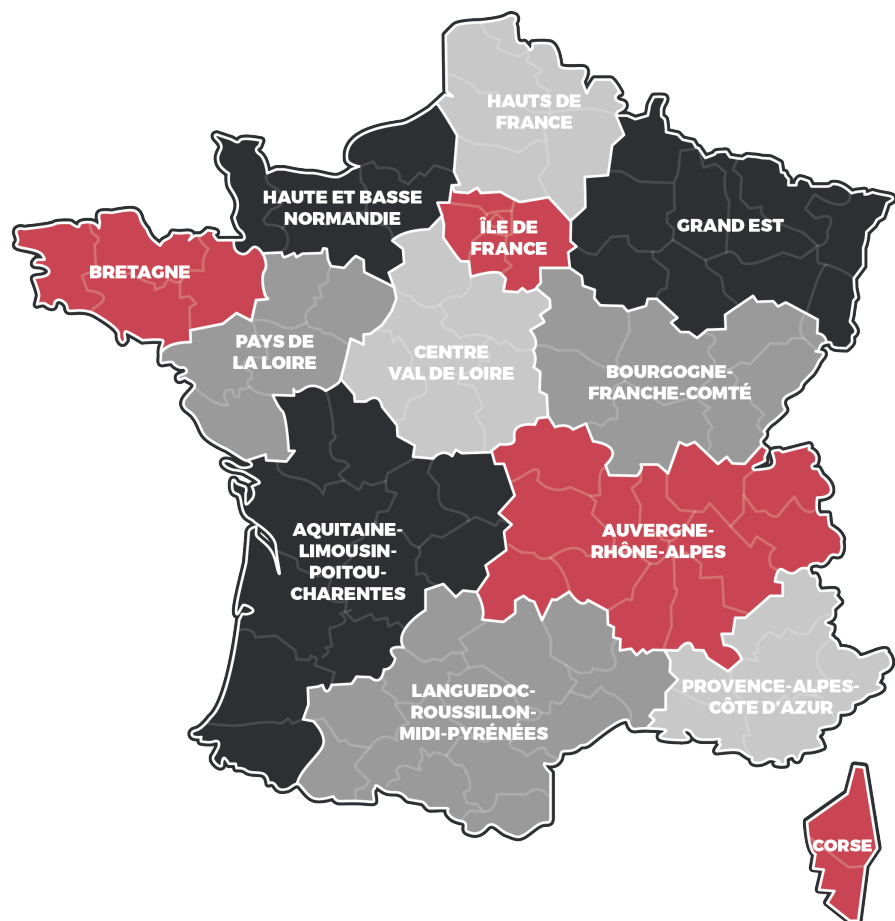 HAUTS DE
FRANCE
HAUTE ET BASSE
NORMANDIE
ÎLE DE
FRANCE
GRAND EST
BRETAGNE
PAYS DE
LA LOIRE
CENTRE
VAL DE LOIRE
BOURGOGNE-
FRANCHE-COMTÉ
AQUITAINE-
LIMOUSIN-
POITOU-
CHARENTES
AUVERGNE-
RHÔNE-ALPES
LANGUEDOC-
ROUSSILLON-
MIDI-PYRÉNÉES
PROVENCE-ALPES-
CÔTE D'AZUR
CORSE